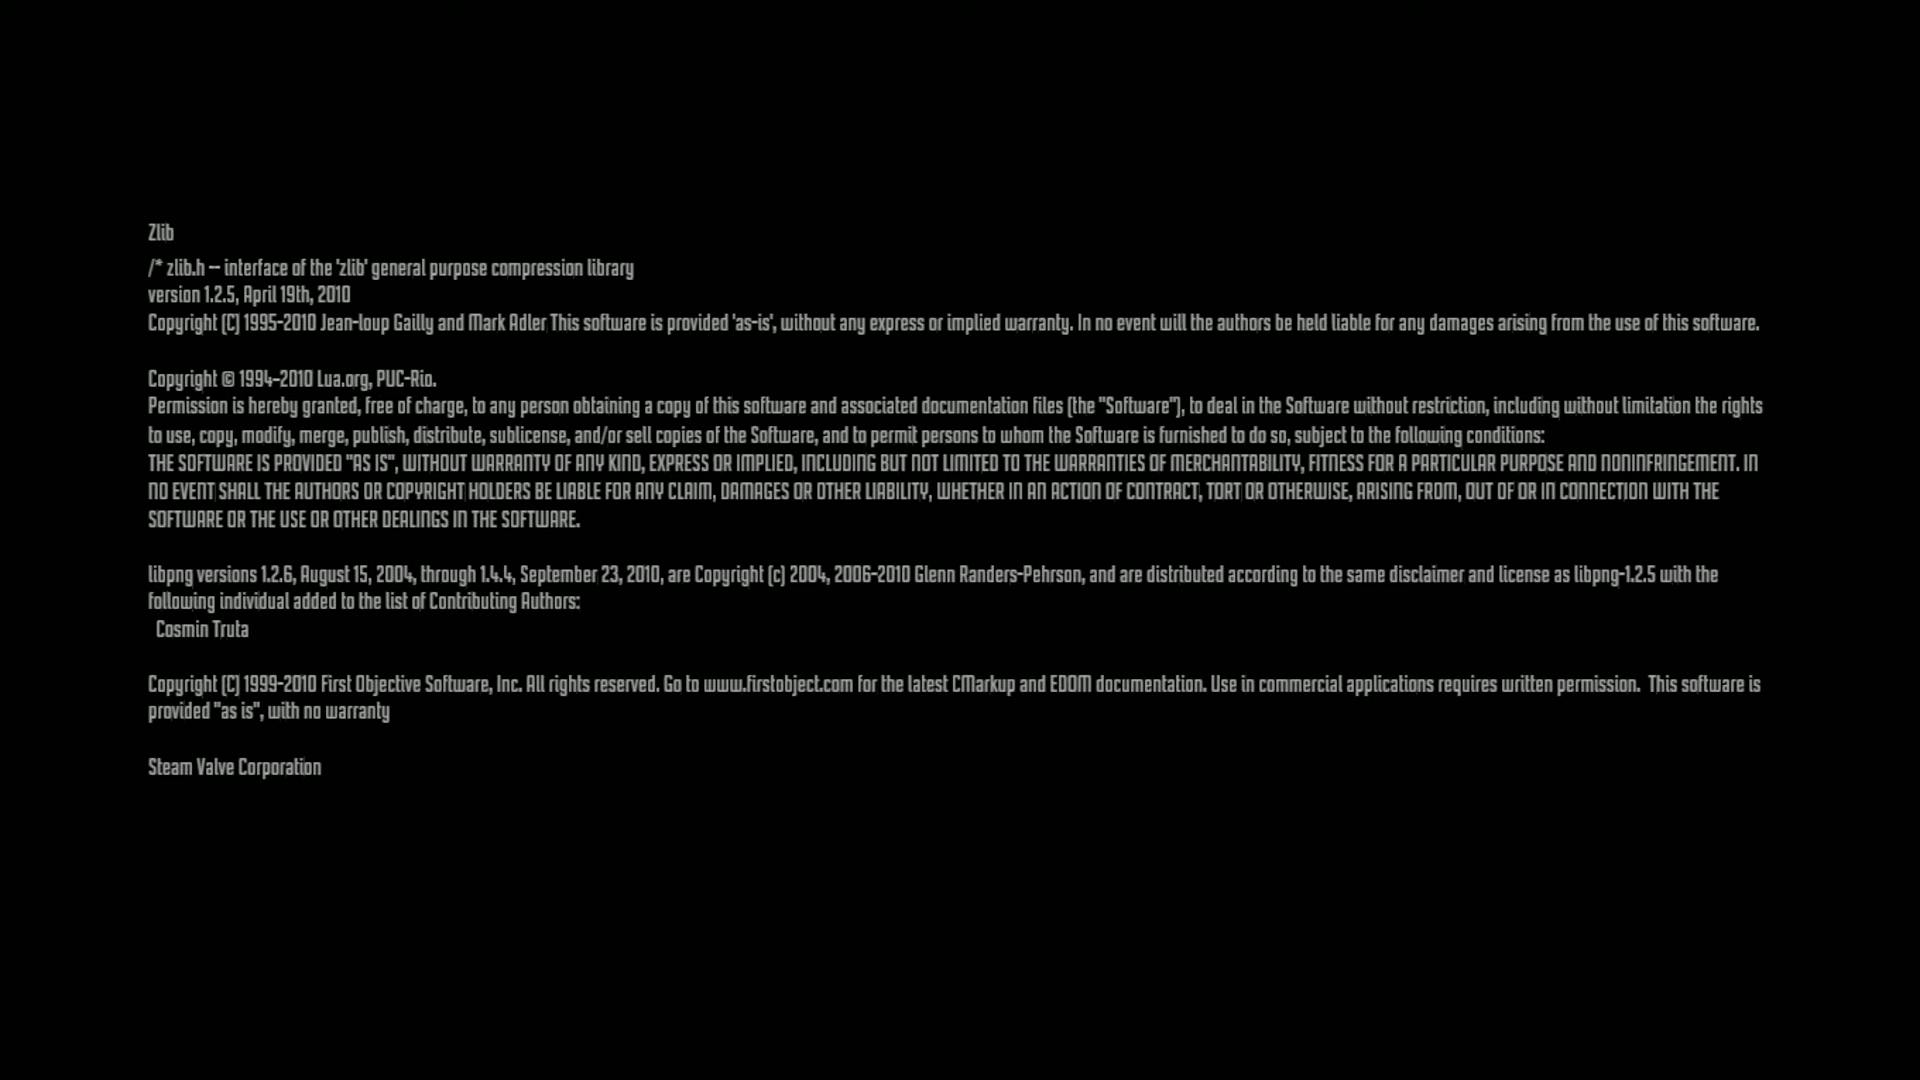 Zlib
/* zlib.h -- interface of the 'zlib' general purpose compression library
version 1.2.5, April 19th, 2010
Copyright (C) 1995-2010 Jean-loup Gailly and Mark Adler This software is provided 'as-is', without any express or implied warranty. In no event will the authors be held liable for any damages arising from the use of this software.
Copyright © 1994–2010 Lua.org, PUC-Rio.
Permission is hereby granted, free of charge, to any person obtaining a copy of this software and associated documentation files (the "Software"), to deal in the Software without restriction, including without limitation the rights
to use, copy, modify, merge, publish, distribute, sublicense, and/or sell copies of the Software, and to permit persons to whom the Software is furnished to do so, subject to the following conditions:
THE SOFTWARE IS PROVIDED "AS IS", WITHOUT WARRANTY OF ANY KIND, EXPRESS OR IMPLIED, INCLUDING BUT NOT LIMITED TO THE WARRANTIES OF MERCHANTABILITY, FITNESS FOR A PARTICULAR PURPOSE AND NONINFRINGEMENT. IN
NO EVENT SHALL THE AUTHORS OR COPYRIGHT HOLDERS BE LIABLE FOR ANY CLAIM, DAMAGES OR OTHER LIABILITY, WHETHER IN AN ACTION OF CONTRACT, TORT OR OTHERWISE, ARISING FROM, OUT OF OR IN CONNECTION WITH THE
SOFTWARE OR THE USE OR OTHER DEALINGS IN THE SOFTWARE.
libpng versions 1.2.6, August 15, 2004, through 1.4.4, September 23, 2010, are Copyright (c) 2004, 2006-2010 Glenn Randers-Pehrson, and are distributed according to the same disclaimer and license as libpng-1.2.5 with the
following individual added to the list of Contributing Authors:
Cosmin Truta
Copyright (C) 1999-2010 First Objective Software, Inc. All rights reserved. Go to www.firstobject.com for the latest CMarkup and EDOM documentation. Use in commercial applications requires written permission. This software is
provided "as is", with no warranty
Steam Valve Corporation